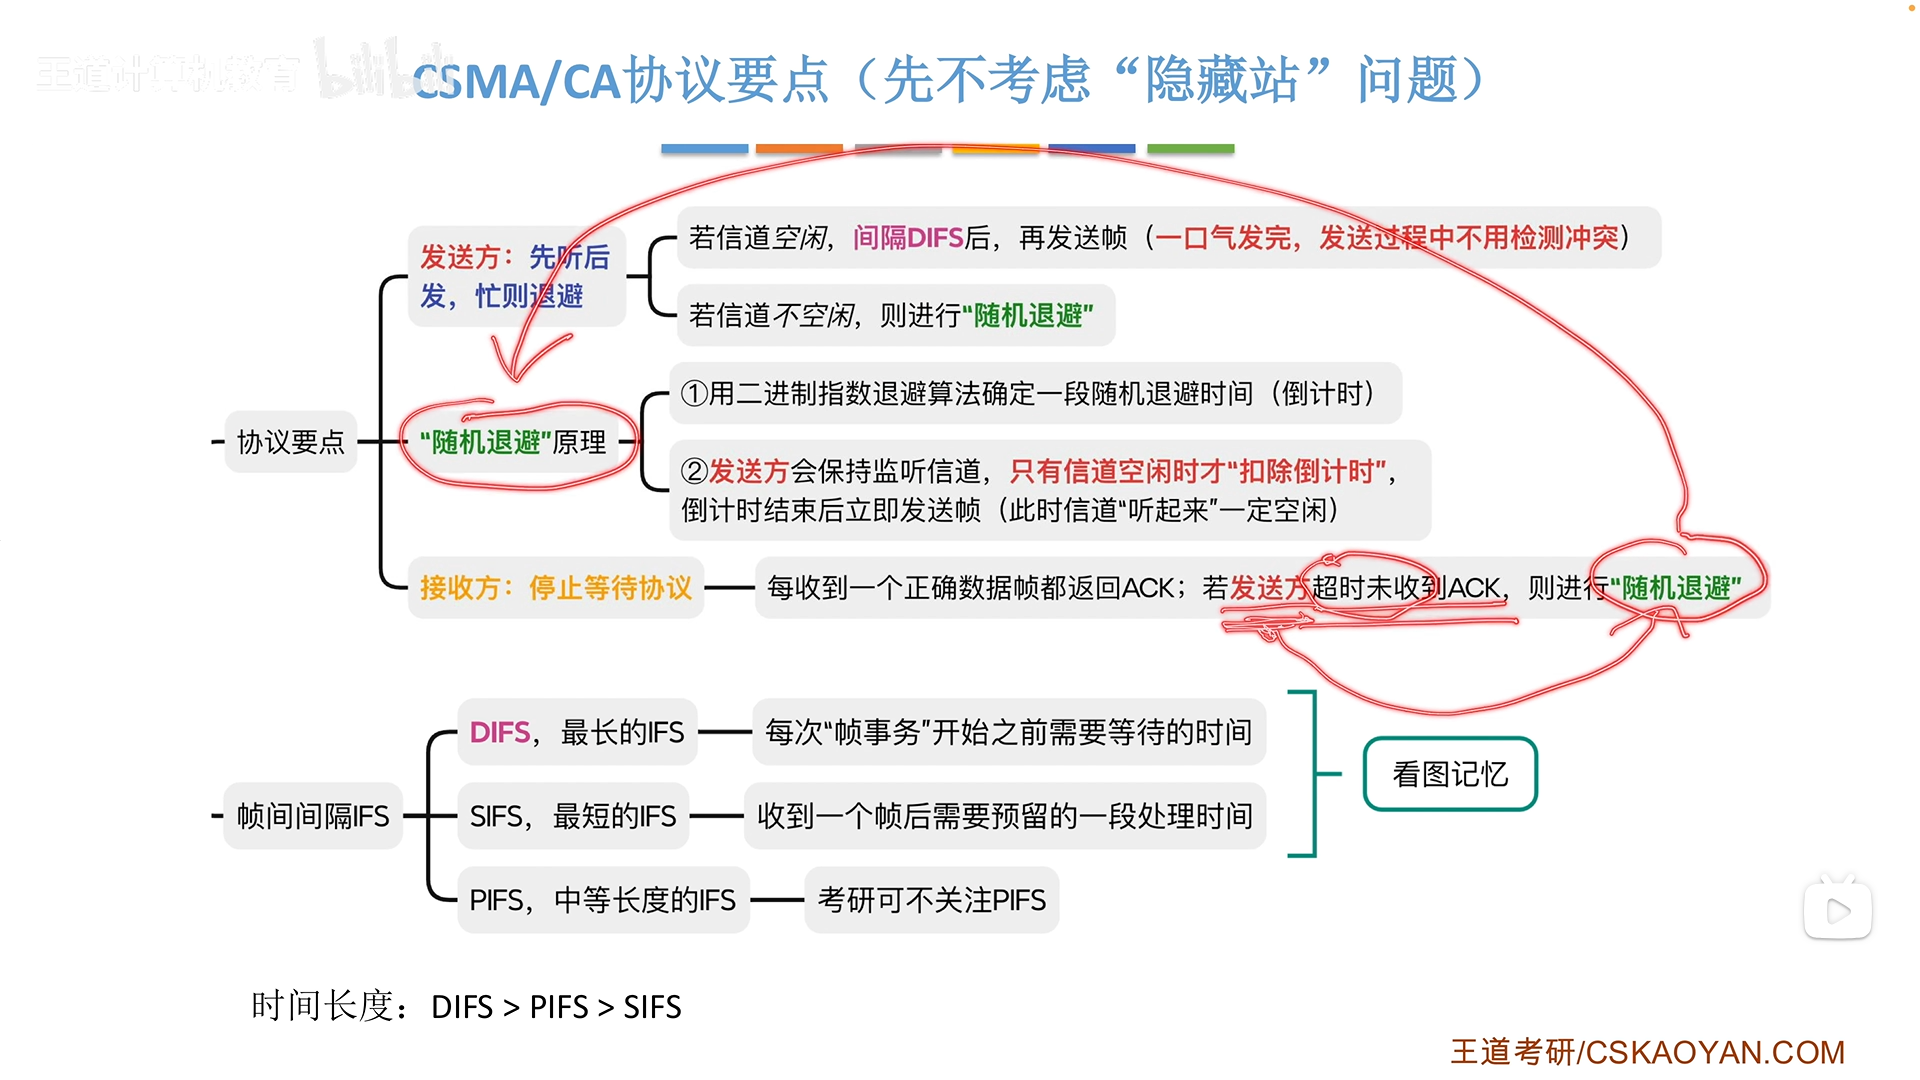 王道计算机教育 bilibili
CSMA/CA协议要点（先不考虑“隐藏站”问题）
协议要点
发送方：先听后
发，忙则退避
若信道空闲，间隔DIFS后，再发送帧（一口气发完，发送过程中不用检测冲突）
若信道不空闲，则进行“随机退避”
“随机退避”原理
①用二进制指数退避算法确定一段随机退避时间（倒计时）
②发送方会保持监听信道，只有信道空闲时才“扣除倒计时”，
倒计时结束后立即发送帧（此时信道“听起来”一定空闲）
接收方：停止等待协议
每收到一个正确数据帧都返回ACK；若发送方超时未收到ACK，则进行“随机退避”
帧间间隔IFS
DIFS，最长的IFS
每次“帧事务”开始之前需要等待的时间
SIFS，最短的IFS
收到一个帧后需要预留的一段处理时间
PIFS，中等长度的IFS
考研可不关注PIFS
看图记忆
时间长度：DIFS > PIFS > SIFS
王道考研/CSKAOYAN.COM